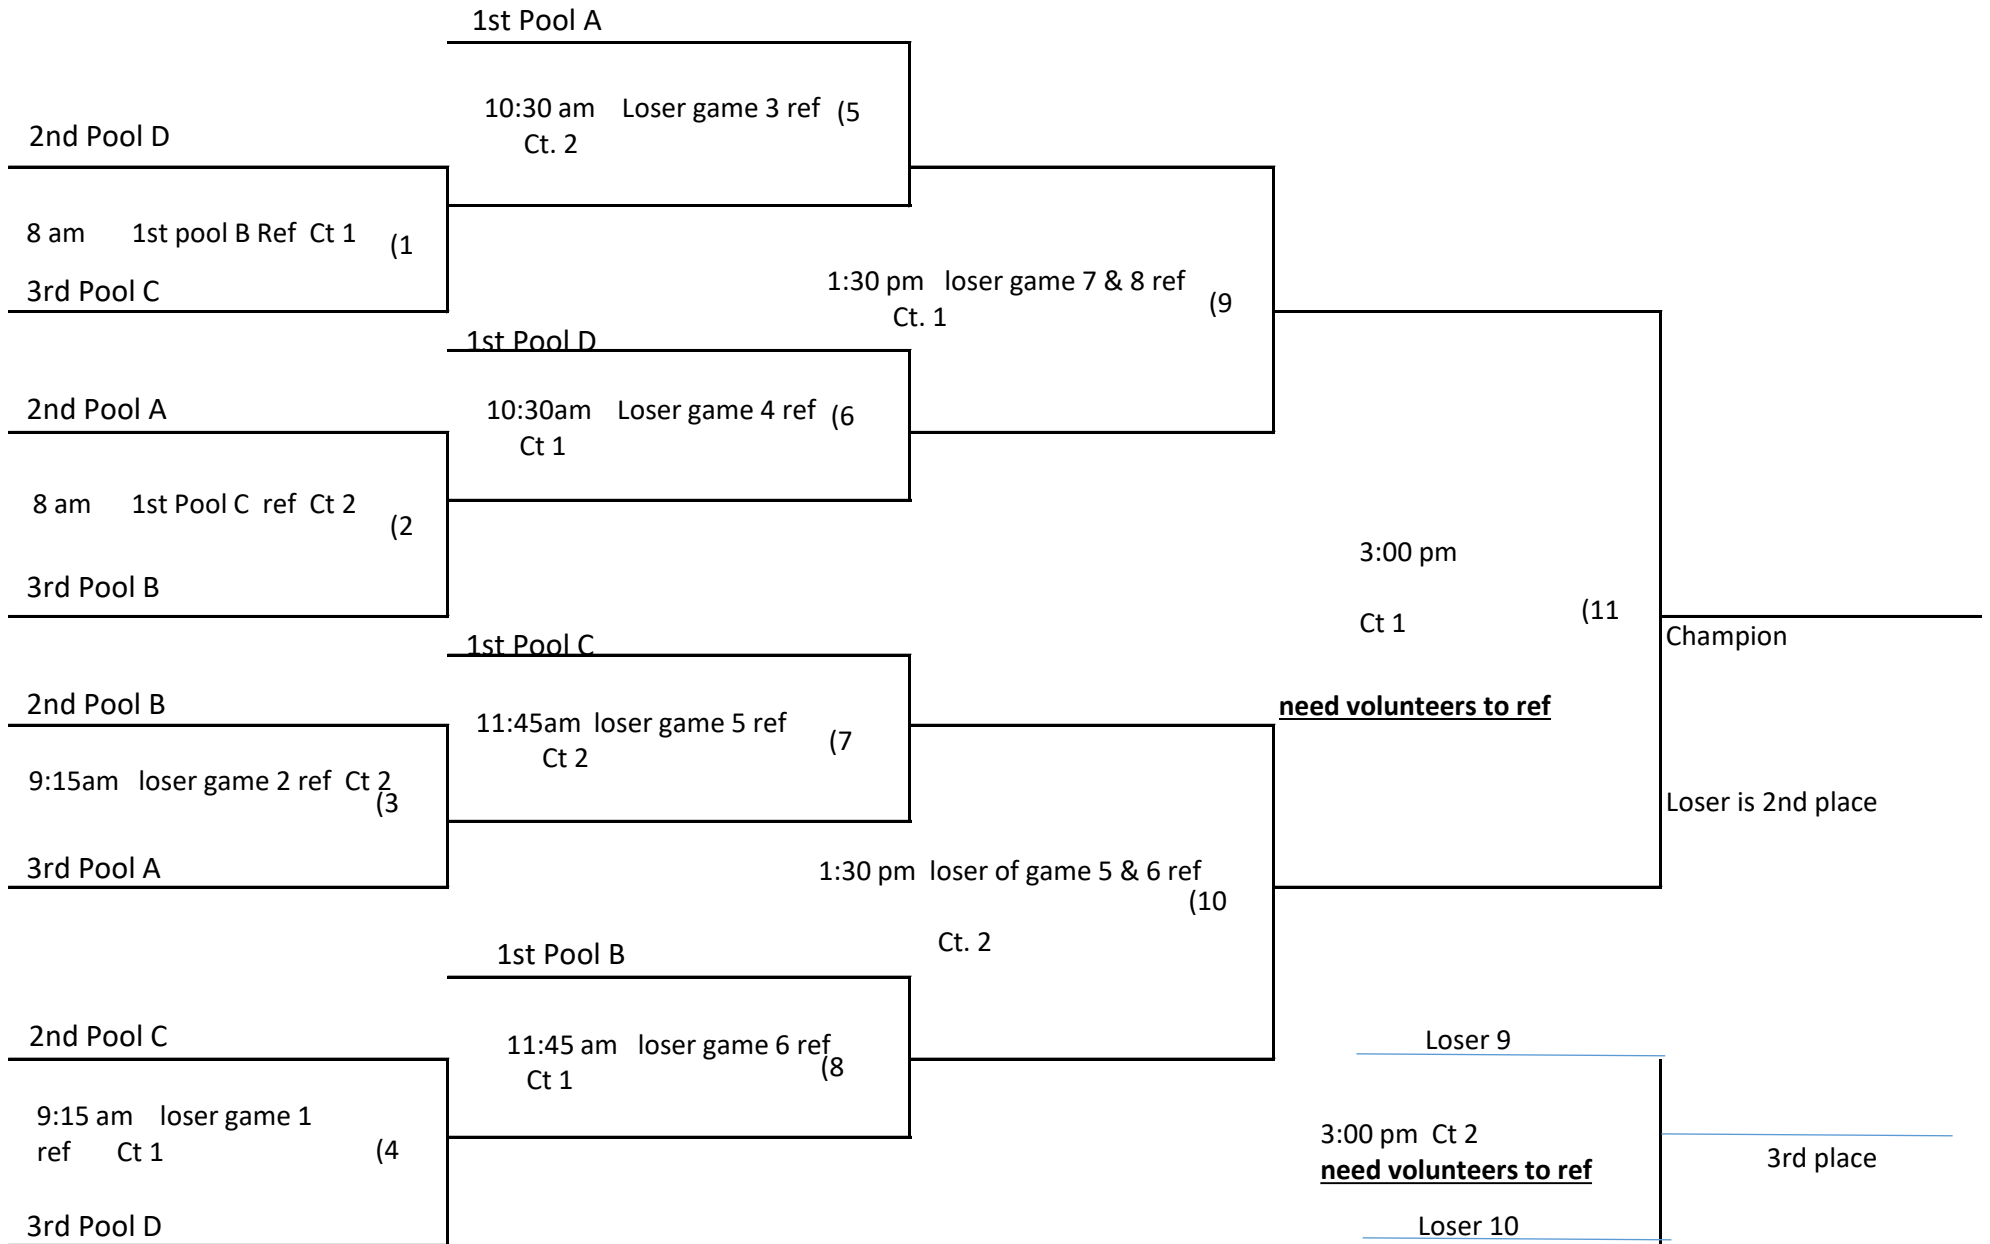 1st Pool A
10:30 am Loser game 3 ref (5
Ct. 2
2nd Pool D
8 am 1st pool B Ref Ct 1 (1
3rd Pool C
1:30 pm loser game 7 & 8 ref (9
Ct. 1
1st Pool D
2nd Pool A
10:30am Loser game 4 ref (6
Ct 1
8 am 1st Pool C ref Ct 2 (2
3rd Pool B
3:00 pm
Ct 1 (11
Champion
1st Pool C
2nd Pool B
need volunteers to ref
11:45am loser game 5 ref (7
Ct 2
9:15am loser game 2 ref Ct 2 (3
Loser is 2nd place
3rd Pool A
1:30 pm loser of game 5 & 6 ref (10
Ct. 2
1st Pool B
2nd Pool C
11:45 am loser game 6 ref (8
Ct 1
Loser 9
9:15 am loser game 1
ref Ct 1 (4
3:00 pm Ct 2
need volunteers to ref
3rd place
3rd Pool D
Loser 10